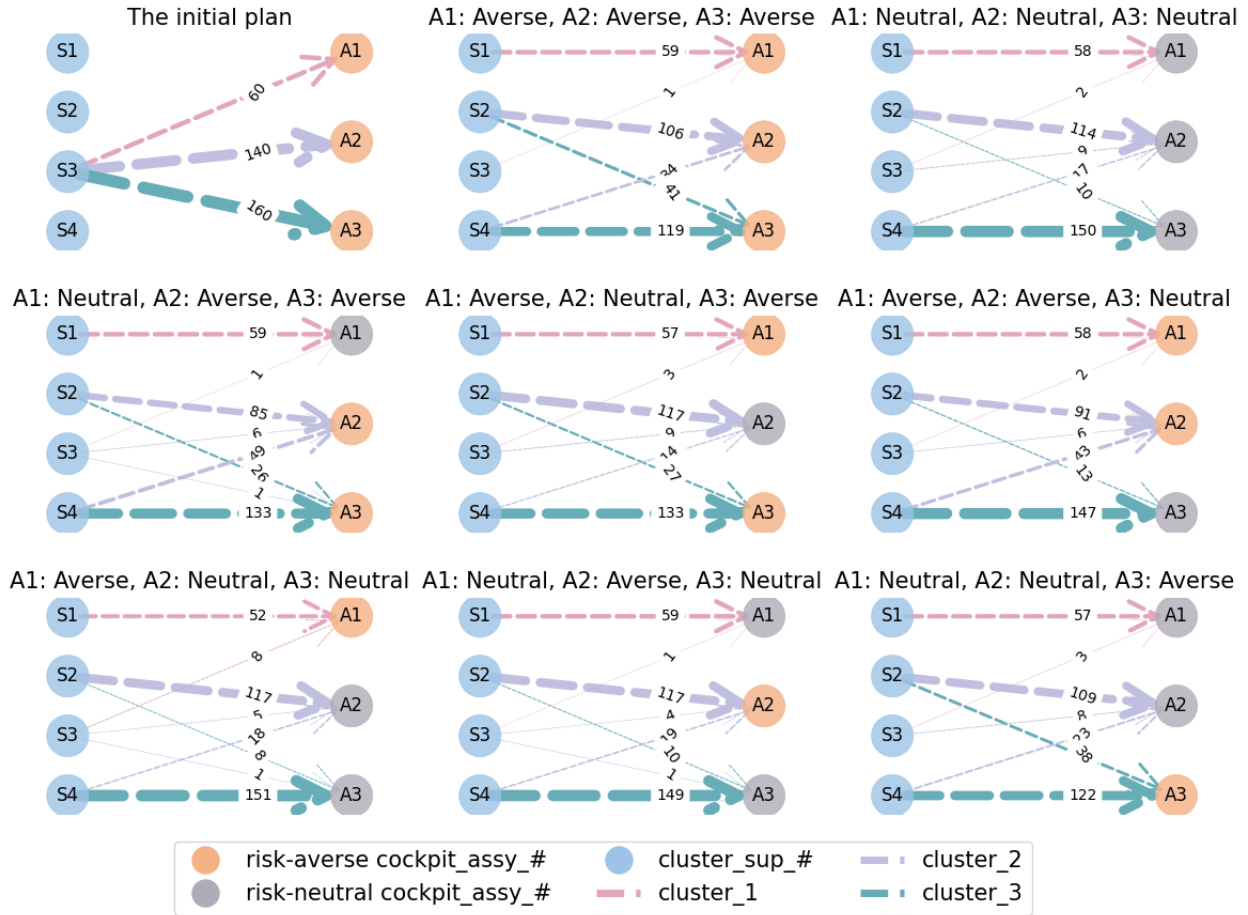 The initial plan
S1
A1
60
S2
A2
140
S3
160
S4
A3
A1: Averse, A2: Averse, A3: Averse
S1
59
A1
1
S2
106
A2
S3
34
41
S4
119
A3
A1: Neutral, A2: Neutral, A3: Neutral
S1
58
A1
2
S2
114
A2
9
S3
17
10
S4
150
A3
A1: Neutral, A2: Averse, A3: Averse
S1
59
A1
1
S2
85
A2
6
S3
49
26
1
S4
133
A3
A1: Averse, A2: Neutral, A3: Averse
S1
57
A1
3
S2
117
A2
9
S3
14
27
S4
133
A3
A1: Averse, A2: Averse, A3: Neutral
S1
58
A1
2
S2
91
A2
6
S3
43
13
S4
147
A3
A1: Averse, A2: Neutral, A3: Neutral
S1
52
A1
8
S2
117
A2
5
S3
18
8
1
S4
151
A3
A1: Neutral, A2: Averse, A3: Neutral
S1
59
A1
1
S2
117
A2
4
S3
19
10
1
S4
149
A3
A1: Neutral, A2: Neutral, A3: Averse
S1
57
A1
3
S2
109
A2
8
S3
23
38
S4
122
A3
risk-averse cockpit_assy_#
risk-neutral cockpit_assy_#
cluster_sup_#
cluster_1
cluster_2
cluster_3